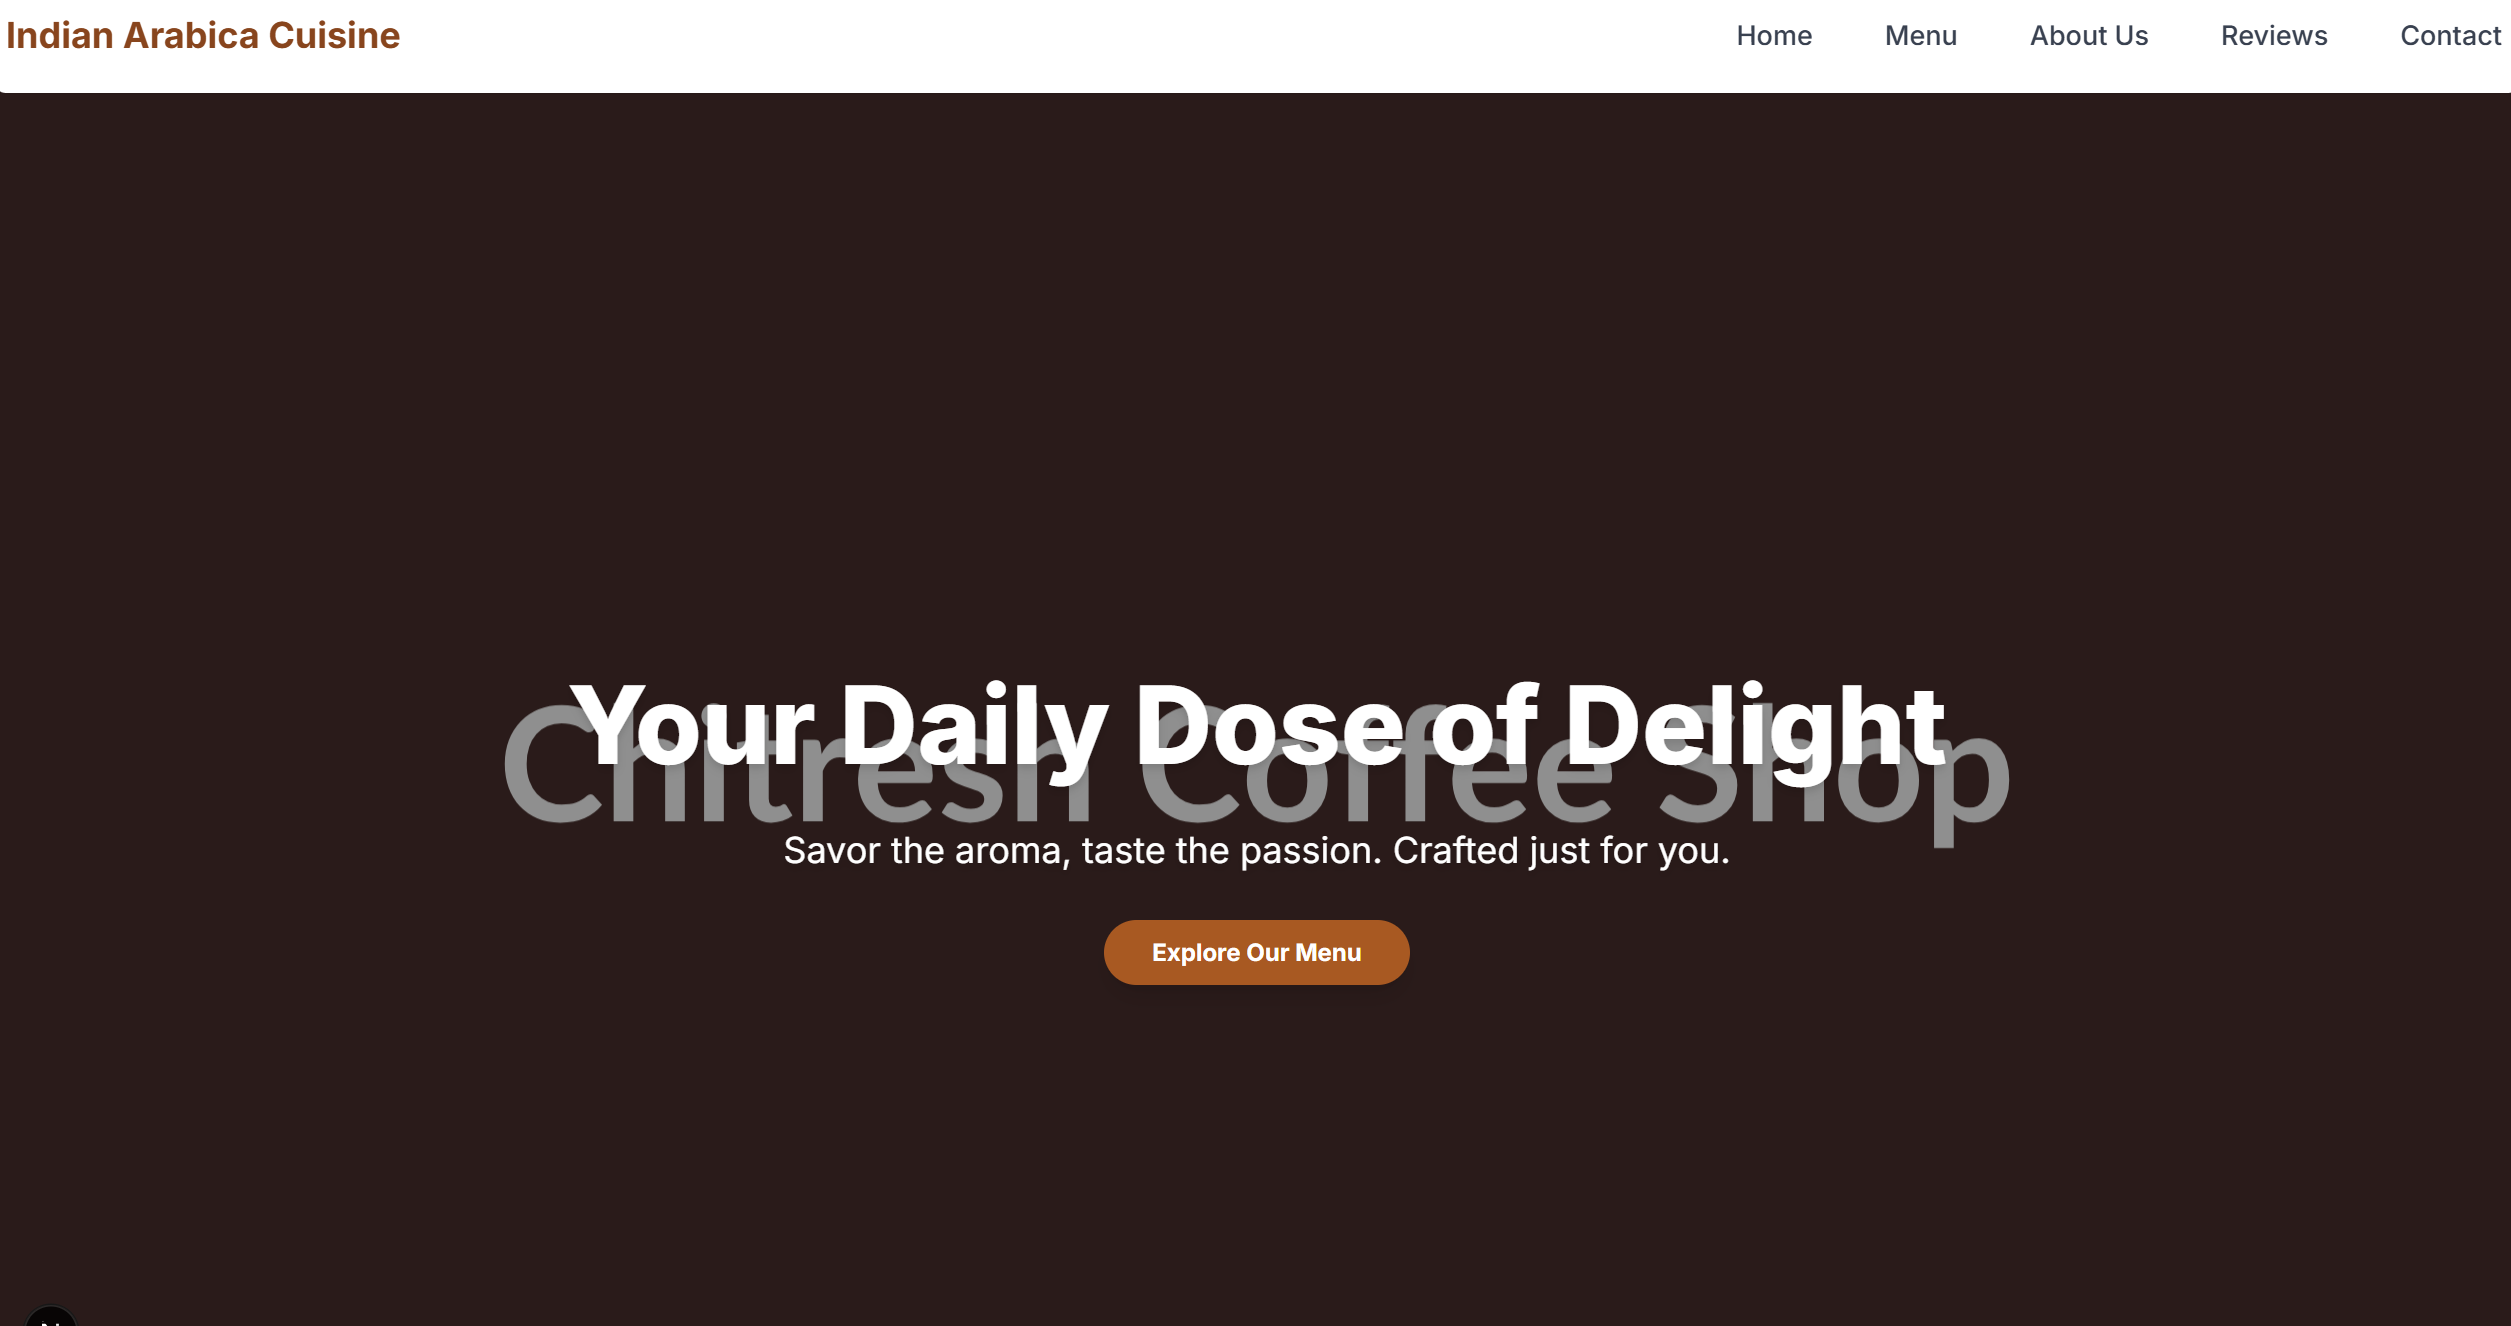 Indian Arabica Cuisine
Home Menu About Us Reviews Contact
Your Daily Dose of Delight
Chitresh Coffee Shop
Savor the aroma, taste the passion. Crafted just for you.
Explore Our Menu